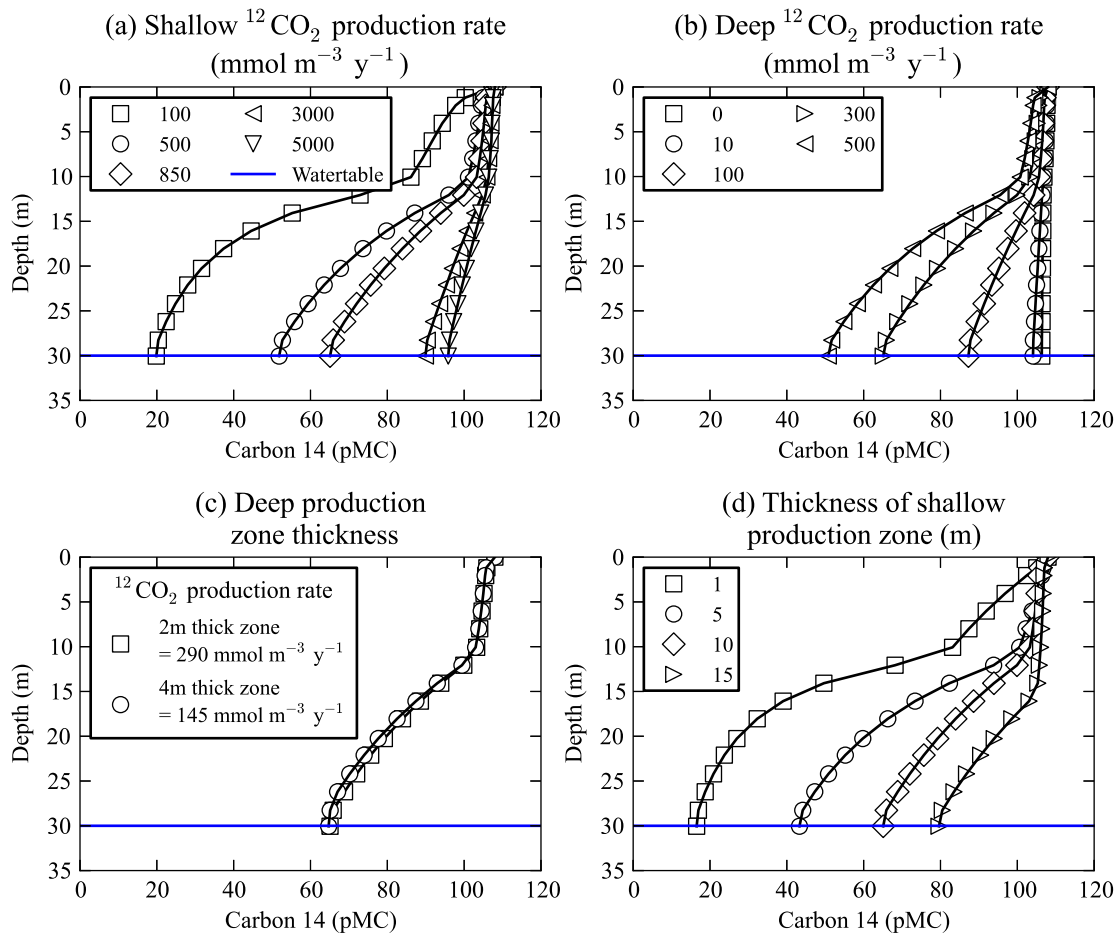 (a) Shallow ¹²CO₂ production rate
(mmol m⁻³ y⁻¹)
0
5
10
15
20
25
30
35
Depth (m)
100
500
850
3000
5000
Watertable
0 20 40 60 80 100 120
Carbon 14 (pMC)
(b) Deep ¹²CO₂ production rate
(mmol m⁻³ y⁻¹)
0
5
10
15
20
25
30
35
Depth (m)
0
10
100
300
500
0 20 40 60 80 100 120
Carbon 14 (pMC)
(c) Deep production
zone thickness
0
5
10
15
20
25
30
35
Depth (m)
¹²CO₂ production rate
2m thick zone
= 290 mmol m⁻³ y⁻¹
4m thick zone
= 145 mmol m⁻³ y⁻¹
0 20 40 60 80 100 120
Carbon 14 (pMC)
(d) Thickness of shallow
production zone (m)
0
5
10
15
20
25
30
35
Depth (m)
1
5
10
15
0 20 40 60 80 100 120
Carbon 14 (pMC)